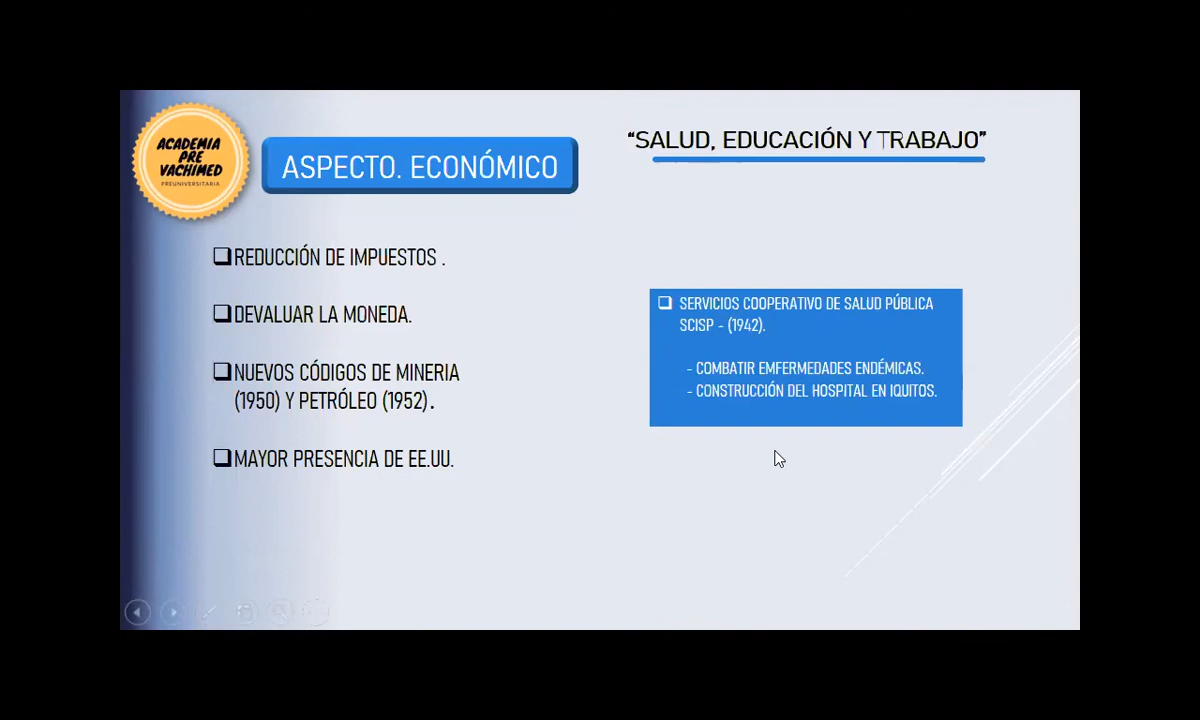 ACADEMIA
PRE
VACHIMED
PREUNIVERSITARIA
ASPECTO. ECONÓMICO
“SALUD, EDUCACIÓN Y TRABAJO”
REDUCCIÓN DE IMPUESTOS .
DEVALUAR LA MONEDA.
NUEVOS CÓDIGOS DE MINERIA
(1950) Y PETRÓLEO (1952).
MAYOR PRESENCIA DE EE.UU.
SERVICIOS COOPERATIVO DE SALUD PÚBLICA
SCISP - (1942).
- COMBATIR EMFERMEDADES ENDÉMICAS.
- CONSTRUCCIÓN DEL HOSPITAL EN IQUITOS.